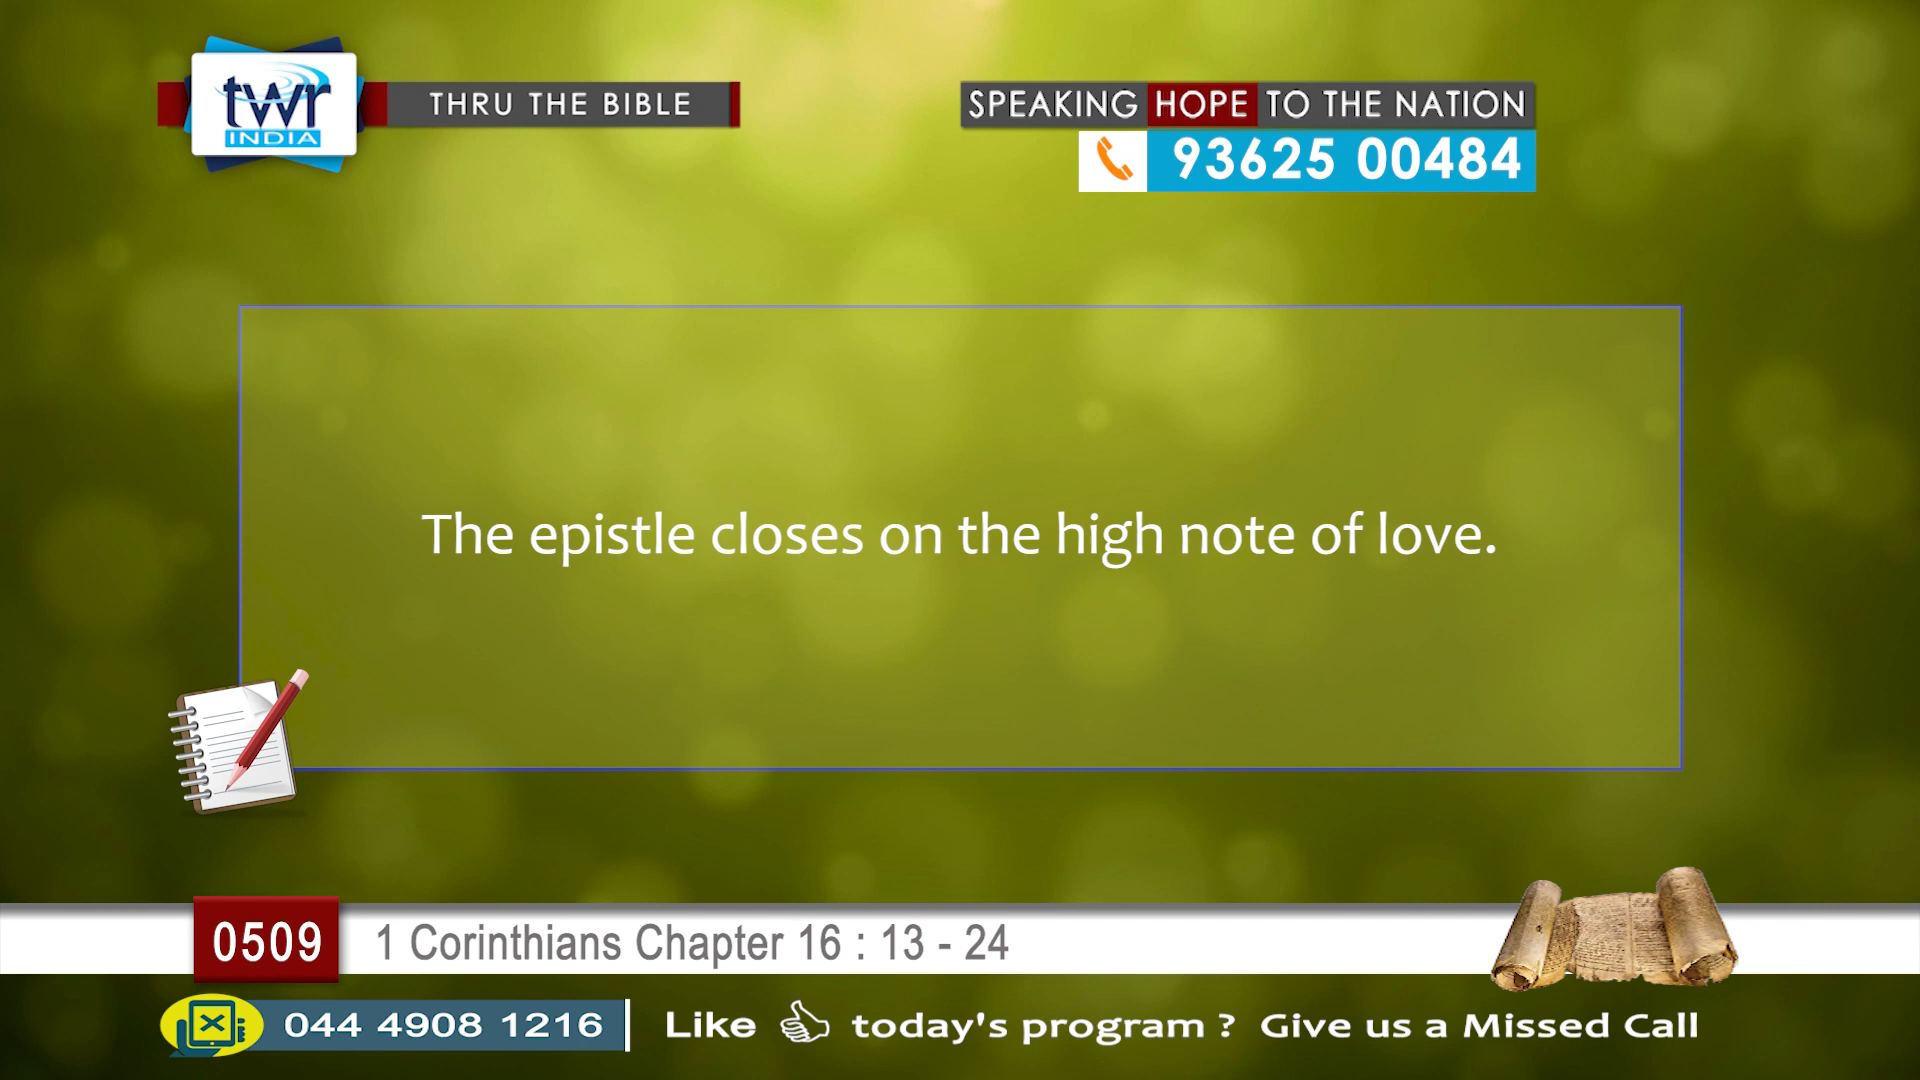 twr
INDIA
THRU THE BIBLE
SPEAKING HOPE TO THE NATION
93625 00484
The epistle closes on the high note of love.
0509
1 Corinthians Chapter 16 : 13 - 24
044 4908 1216
Like today's program ? Give us a Missed Call